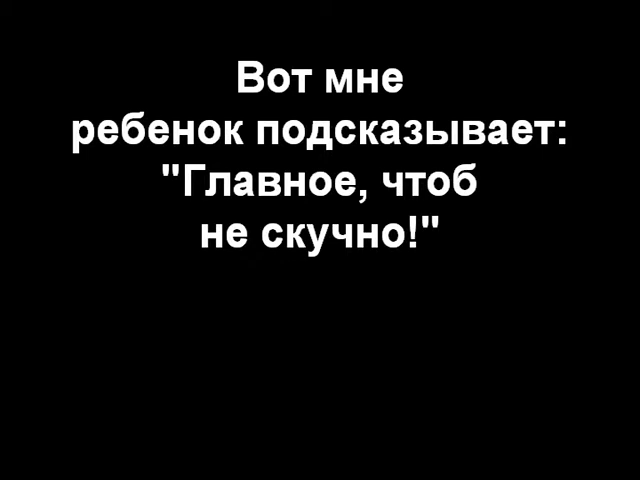 Вот мне
ребенок подсказывает:
"Главное, чтоб
не скучно!"